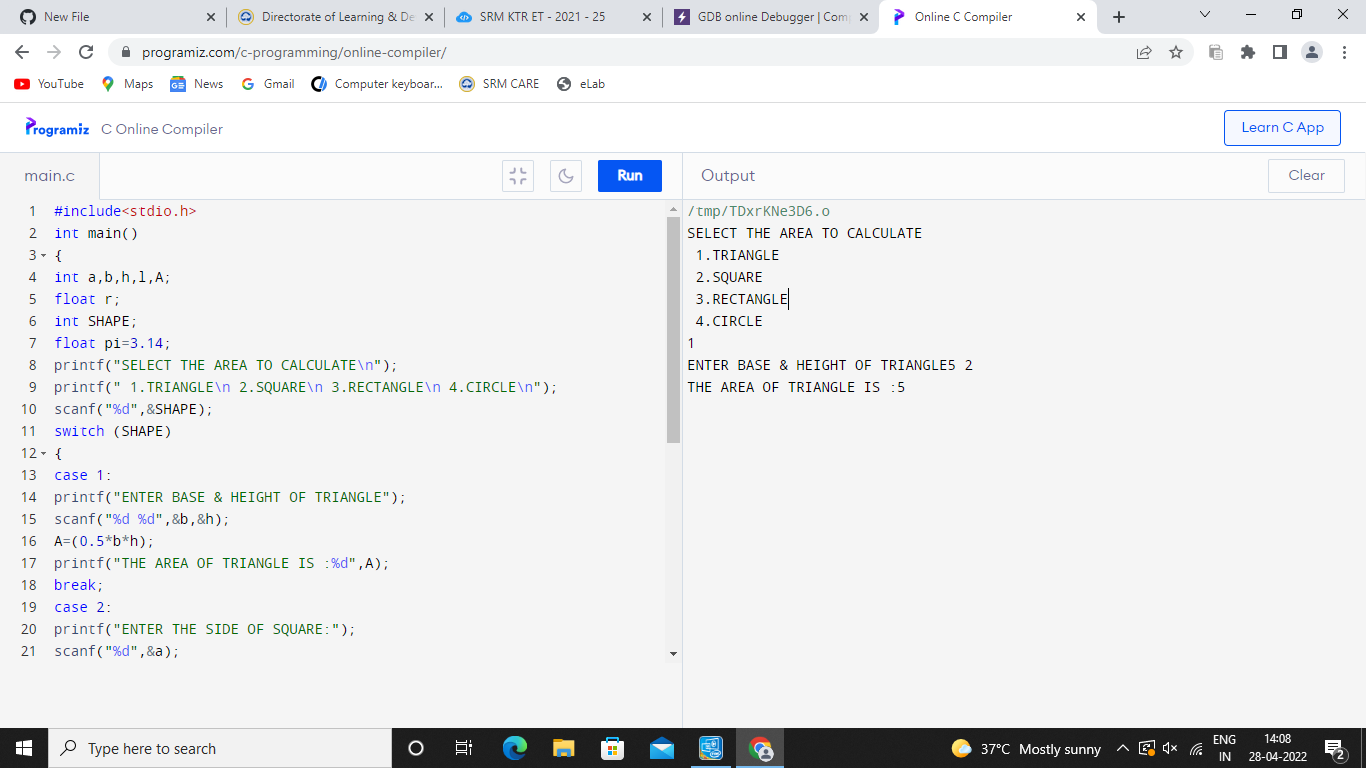 New File
Directorate of Learning & De
SRM KTR ET - 2021 - 25
GDB online Debugger | Com
Online C Compiler
programiz.com/c-programming/online-compiler/
YouTube
Maps
News
Gmail
Computer keyboar...
SRM CARE
eLab
Programiz
C Online Compiler
Learn C App
main.c
Run
1 #include<stdio.h>
2 int main()
3 {
4 int a,b,h,l,A;
5 float r;
6 int SHAPE;
7 float pi=3.14;
8 printf("SELECT THE AREA TO CALCULATE\n");
9 printf(" 1.TRIANGLE\n 2.SQUARE\n 3.RECTANGLE\n 4.CIRCLE\n");
10 scanf("%d",&SHAPE);
11 switch (SHAPE)
12 {
13 case 1:
14 printf("ENTER BASE & HEIGHT OF TRIANGLE");
15 scanf("%d %d",&b,&h);
16 A=(0.5*b*h);
17 printf("THE AREA OF TRIANGLE IS :%d",A);
18 break;
19 case 2:
20 printf("ENTER THE SIDE OF SQUARE:");
21 scanf("%d",&a);
Output
Clear
/tmp/TDxrKNe3D6.o
SELECT THE AREA TO CALCULATE
1.TRIANGLE
2.SQUARE
3.RECTANGLE
4.CIRCLE
1
ENTER BASE & HEIGHT OF TRIANGLE5 2
THE AREA OF TRIANGLE IS :5
Type here to search
37°C Mostly sunny
ENG
IN
14:08
28-04-2022
2